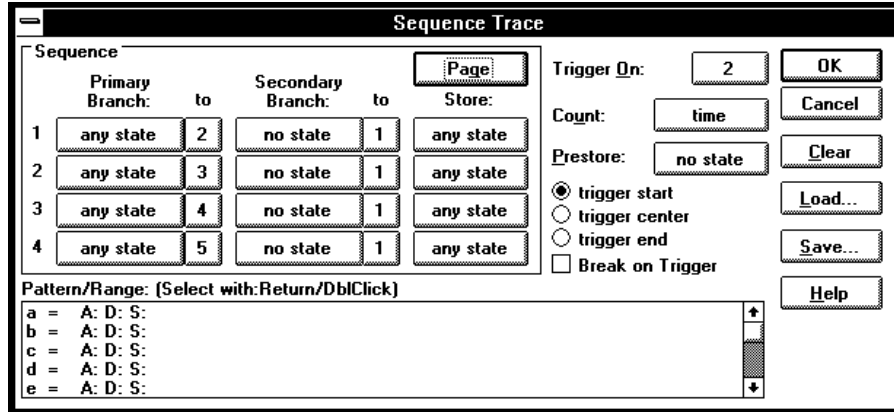 Sequence Trace
Sequence
Page
Primary Branch: to Secondary Branch: to Store:
1 any state 2 no state 1 any state
2 any state 3 no state 1 any state
3 any state 4 no state 1 any state
4 any state 5 no state 1 any state
Trigger On: 2
Count: time
Prestore: no state
trigger start
trigger center
trigger end
Break on Trigger
OK
Cancel
Clear
Load...
Save...
Help
Pattern/Range: (Select with:Return/DblClick)
a = A: D: S:
b = A: D: S:
c = A: D: S:
d = A: D: S:
e = A: D: S: